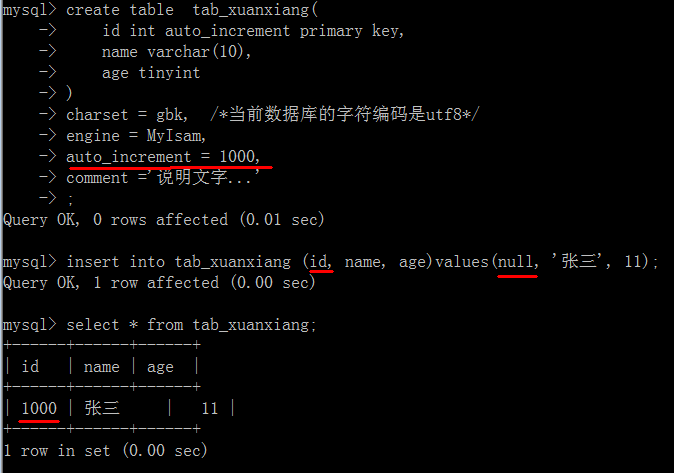 mysql> create table  tab_xuanxiang(
    ->     id int auto_increment primary key,
    ->     name varchar(10),
    ->     age tinyint
    -> )
    -> charset = gbk,  /*当前数据库的字符编码是utf8*/
    -> engine = MyIsam,
    -> auto_increment = 1000,
    -> comment ='说明文字...'
    -> ;
Query OK, 0 rows affected (0.01 sec)

mysql> insert into tab_xuanxiang (id, name, age)values(null, '张三', 11);
Query OK, 1 row affected (0.00 sec)

mysql> select * from tab_xuanxiang;
+------+------+------+
| id   | name | age  |
+------+------+------+
| 1000 | 张三     |   11 |
+------+------+------+
1 row in set (0.00 sec)